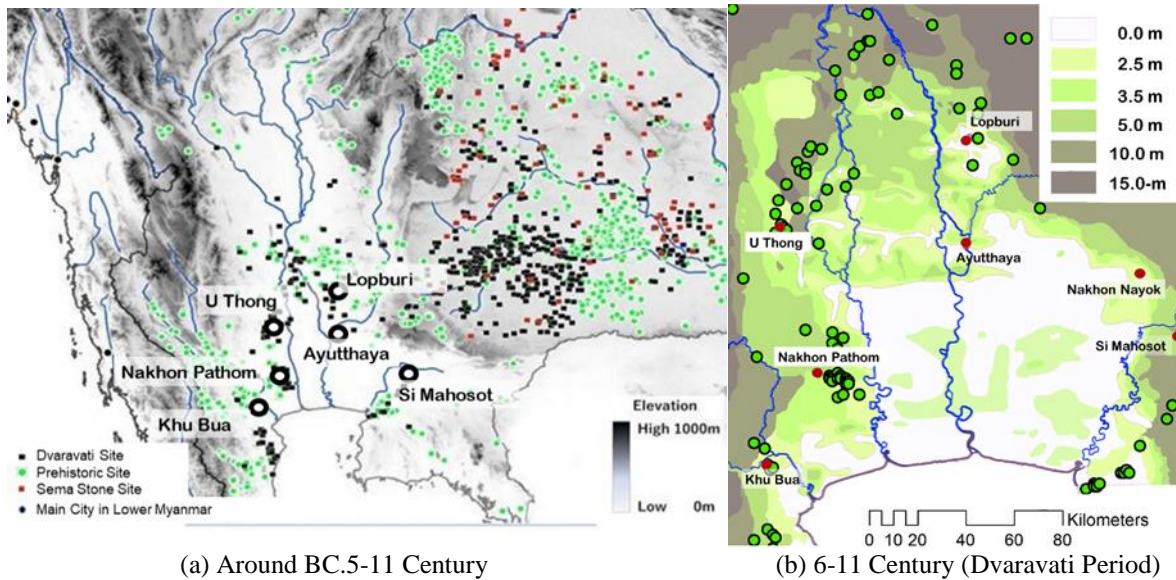 Lopburi
U Thong
Ayutthaya
Nakhon Pathom
Si Mahosot
Khu Bua
Elevation
High 1000m
Low 0m
Dvaravati Site
Prehistoric Site
Sema Stone Site
Main City in Lower Myanmar
(a) Around BC.5-11 Century
0.0 m
2.5 m
3.5 m
5.0 m
10.0 m
15.0-m
Lopburi
U Thong
Ayutthaya
Nakhon Nayok
Si Mahosot
Nakhon Pathom
Khu Bua
Kilometers
0 10 20 40 60 80
(b) 6-11 Century (Dvaravati Period)